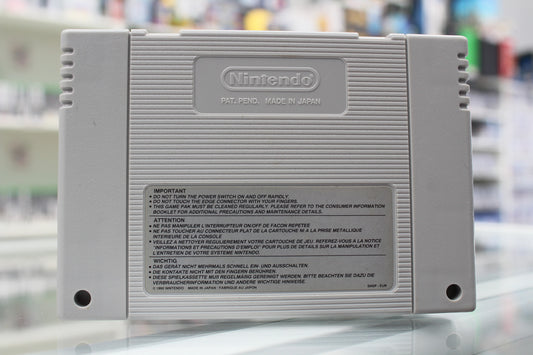 Nintendo
PAT. PEND. MADE IN JAPAN
IMPORTANT
• DO NOT TURN THE POWER SWITCH ON AND OFF RAPIDLY.
• DO NOT TOUCH THE EDGE CONNECTOR WITH YOUR FINGERS.
• THIS GAME PAK MUST BE CLEANED REGULARLY. PLEASE REFER TO THE CONSUMER INFORMATION
BOOKLET FOR ADDITIONAL PRECAUTIONS AND MAINTENANCE DETAILS.
ATTENTION
• NE PAS MANIPULER L'INTERRUPTEUR ON OFF DE FACON REPETEE
• NE PAS TOUCHER AU CONNECTEUR PLAT DE LA CARTOUCHE NI A LA PRISE METALLIQUE
INTERIEURE DE LA CONSOLE
• VEUILLEZ A NETTOYER REGULIEREMENT VOTRE CARTOUCHE DE JEU. REFEREZ-VOUS A LA NOTICE
"INFORMATIONS ET PRECAUTIONS D'EMPLOI" POUR PLUS DE DETAILS SUR LA MANIPULATION ET
L'ENTRETIEN DE VOTRE SYSTEME NINTENDO.
WICHTIG
• DAS GERÄT NICHT MEHRMALS SCHNELL EIN- UND AUSSCHALTEN.
• DIE KONTAKTE NICHT MIT DEN FINGERN BERÜHREN.
• DIESE SPIELKASSETTE MUß REGELMÄßIG GEREINIGT WERDEN. BITTE BEACHTEN SIE DAZU DIE
VERBRAUCHERINFORMATION UND ANDERE WICHTIGE HINWEISE.
© 1992 NINTENDO MADE IN JAPAN / FABRIQUE AU JAPON